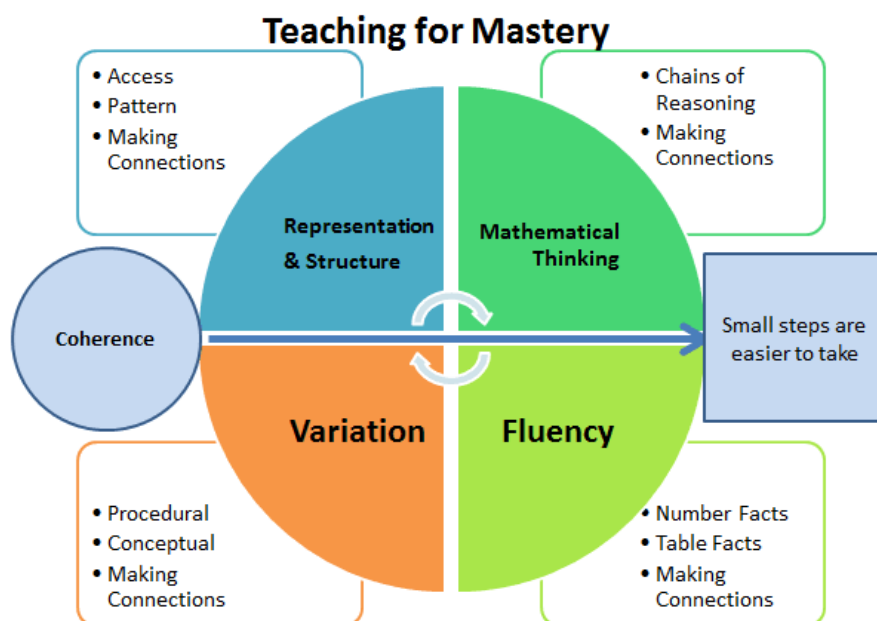 Teaching for Mastery
• Access
• Pattern
• Making
Connections
• Chains of
Reasoning
• Making
Connections
Representation
& Structure
Mathematical
Thinking
Coherence
Small steps are
easier to take
Variation
Fluency
• Procedural
• Conceptual
• Making
Connections
• Number Facts
• Table Facts
• Making
Connections